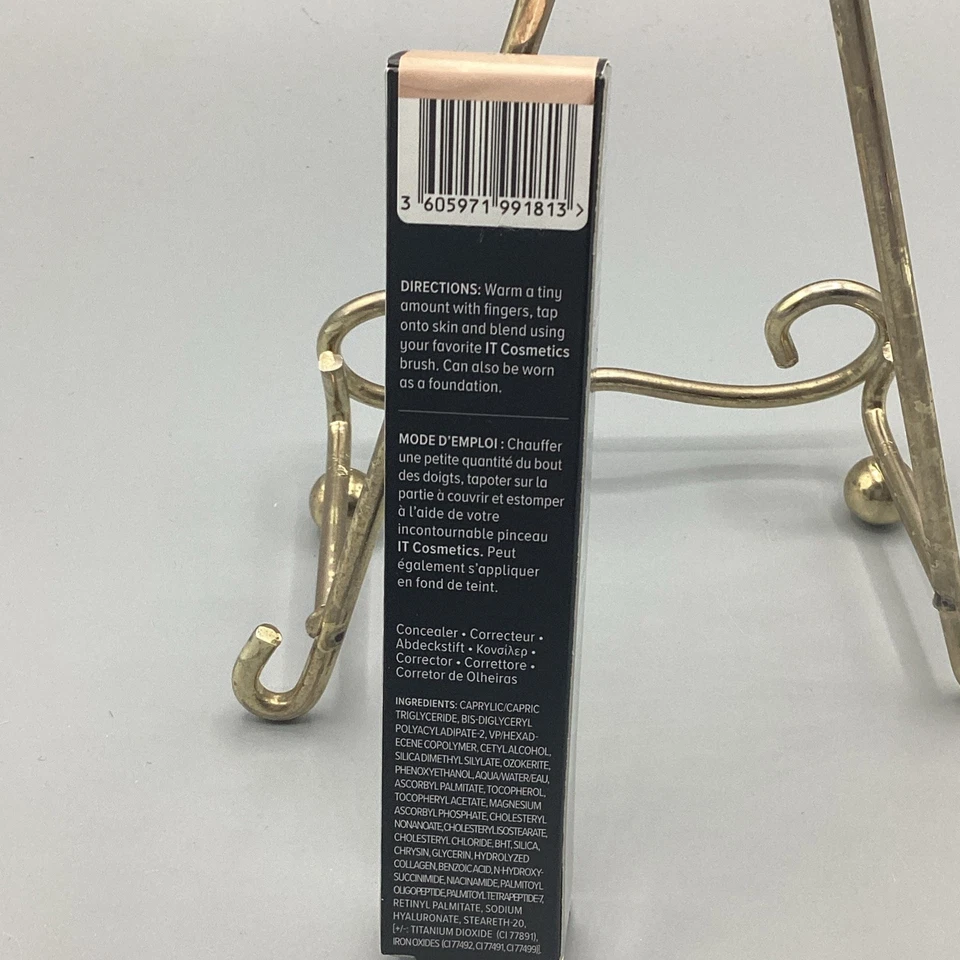 3 605971 991813 >
DIRECTIONS: Warm a tiny
amount with fingers, tap
onto skin and blend using
your favorite IT Cosmetics
brush. Can also be worn
as a foundation.
MODE D'EMPLOI : Chauffer
une petite quantité du bout
des doigts, tapoter sur la
partie à couvrir et estomper
à l'aide de votre
incontournable pinceau
IT Cosmetics. Peut
également s'appliquer
en fond de teint.
Concealer • Correcteur •
Abdeckstift • Κονσίλερ •
Corrector • Correttore •
Corretor de Olheiras
INGREDIENTS: CAPRYLIC/CAPRIC
TRIGLYCERIDE, BIS-DIGLYCERYL
POLYACYLADIPATE-2, VP/HEXAD-
ECENE COPOLYMER, CETYL ALCOHOL,
SILICA DIMETHYL SILYLATE, OZOKERITE,
PHENOXYETHANOL, AQUA/WATER/EAU,
ASCORBYL PALMITATE, TOCOPHEROL,
TOCOPHERYL ACETATE, MAGNESIUM
ASCORBYL PHOSPHATE, CHOLESTERYL
NONANOATE, CHOLESTERYL ISOSTEARATE,
CHOLESTERYL CHLORIDE, BHT, SILICA,
CHRYSIN, GLYCERIN, HYDROLYZED
COLLAGEN, BENZOIC ACID, N-HYDROXY-
SUCCINIMIDE, NIACINAMIDE, PALMITOYL
OLIGOPEPTIDE, PALMITOYL TETRAPEPTIDE-7,
RETINYL PALMITATE, SODIUM
HYALURONATE, STEARETH-20,
[+/-: TITANIUM DIOXIDE (CI 77891),
IRON OXIDES (CI 77492, CI 77491, CI 77499)].